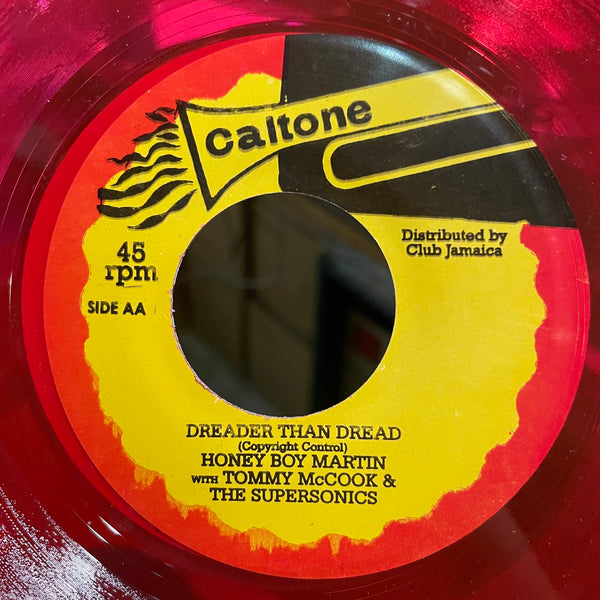 caltone
Distributed by
Club Jamaica
45
rpm
SIDE AA
DREADER THAN DREAD
(Copyright Control)
HONEY BOY MARTIN
WITH TOMMY McCOOK &
THE SUPERSONICS